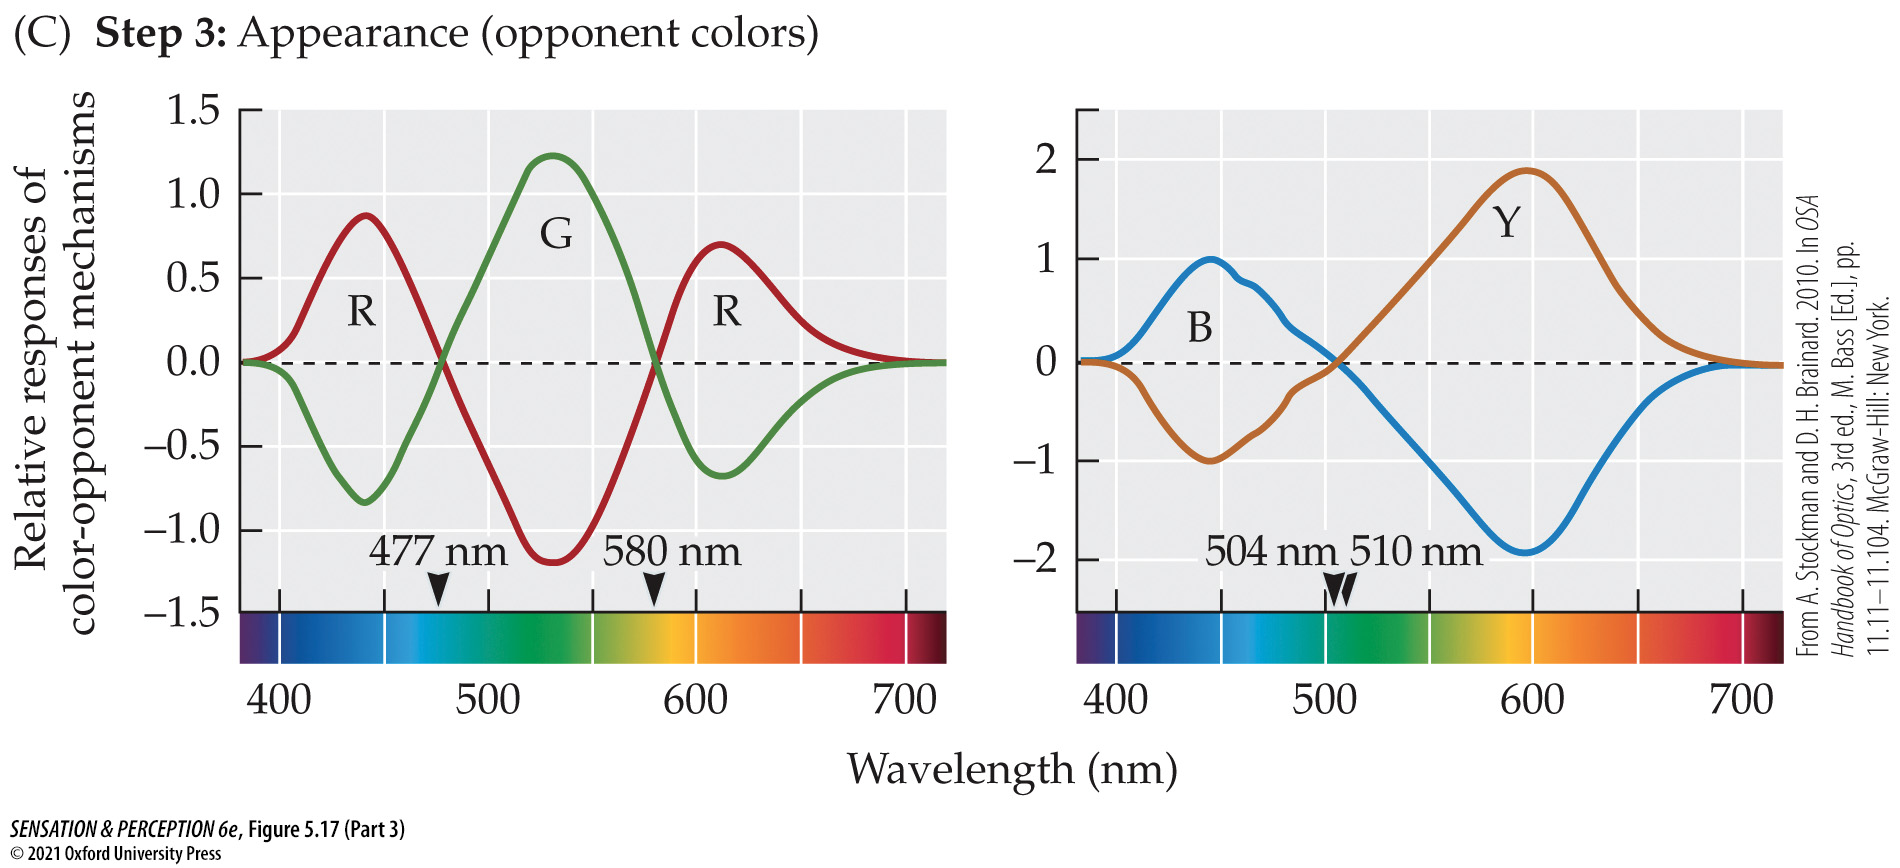 (C) Step 3: Appearance (opponent colors)
Relative responses of
color-opponent mechanisms
1.5
1.0
0.5
0.0
–0.5
–1.0
–1.5
R
G
R
477 nm
580 nm
400
500
600
700
2
1
0
–1
–2
B
Y
504 nm
510 nm
400
500
600
700
Wavelength (nm)
From A. Stockman and D. H. Brainard. 2010. In OSA
Handbook of Optics, 3rd ed., M. Bass [Ed.], pp.
11.11–11.104. McGraw–Hill: New York.
SENSATION & PERCEPTION 6e, Figure 5.17 (Part 3)
© 2021 Oxford University Press